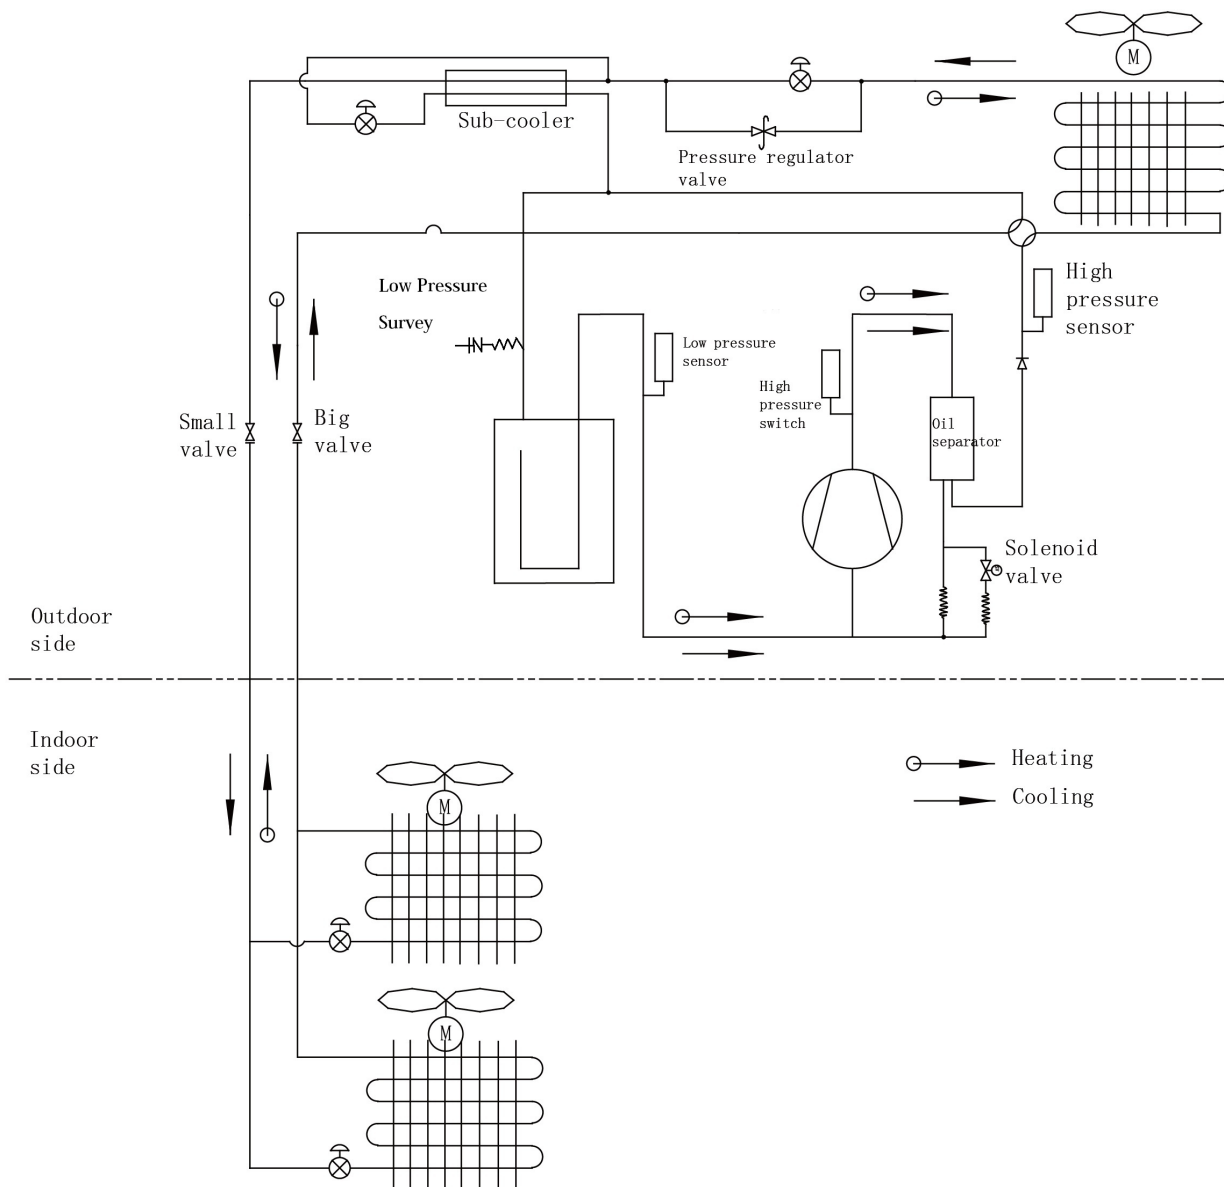 M
Sub-cooler
Pressure regulator
valve
Low Pressure
Survey
High
pressure
sensor
Low pressure
sensor
High
pressure
switch
Small
valve
Big
valve
Oil
separator
Solenoid
valve
Outdoor
side
Indoor
side
Heating
Cooling
M
M